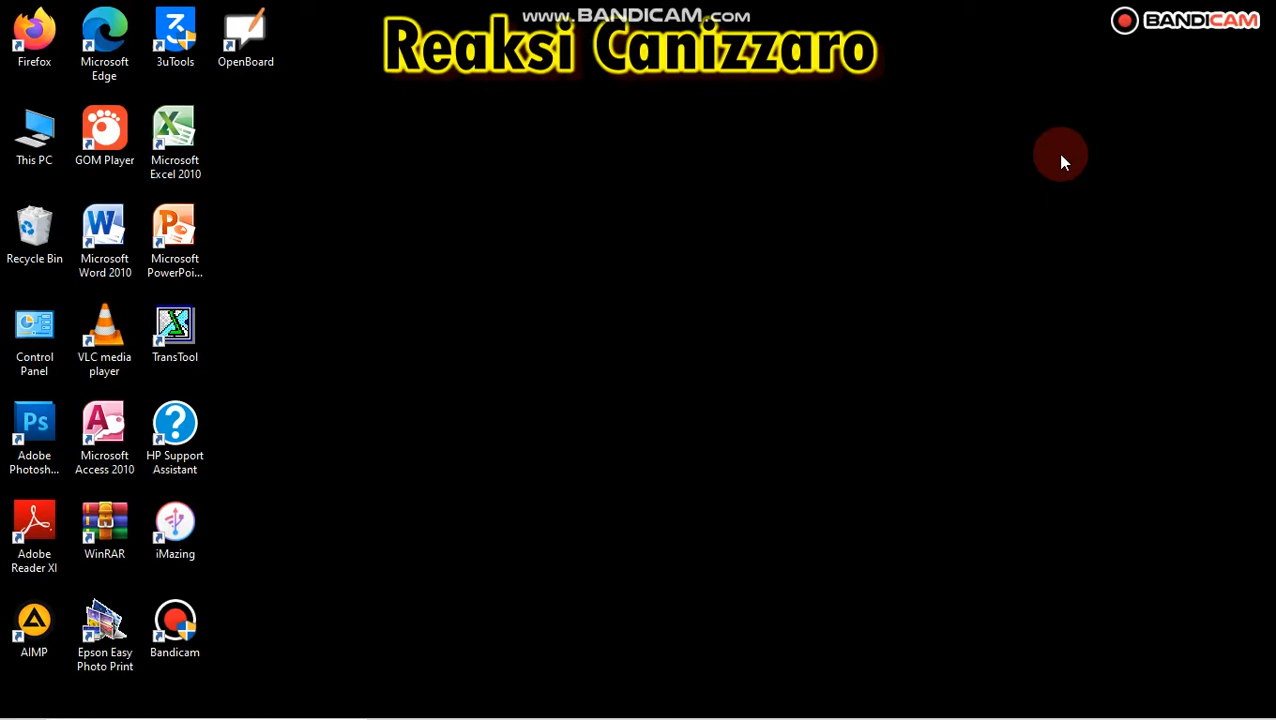 www.BANDICAM.com
BANDICAM
Reaksi Canizzaro
Firefox
Microsoft
Edge
3uTools
OpenBoard
This PC
GOM Player
Microsoft
Excel 2010
Recycle Bin
Microsoft
Word 2010
Microsoft
PowerPoi...
Control
Panel
VLC media
player
TransTool
Ps
Adobe
Photosh...
Microsoft
Access 2010
HP Support
Assistant
Adobe
Reader XI
WinRAR
iMazing
AIMP
Epson Easy
Photo Print
Bandicam